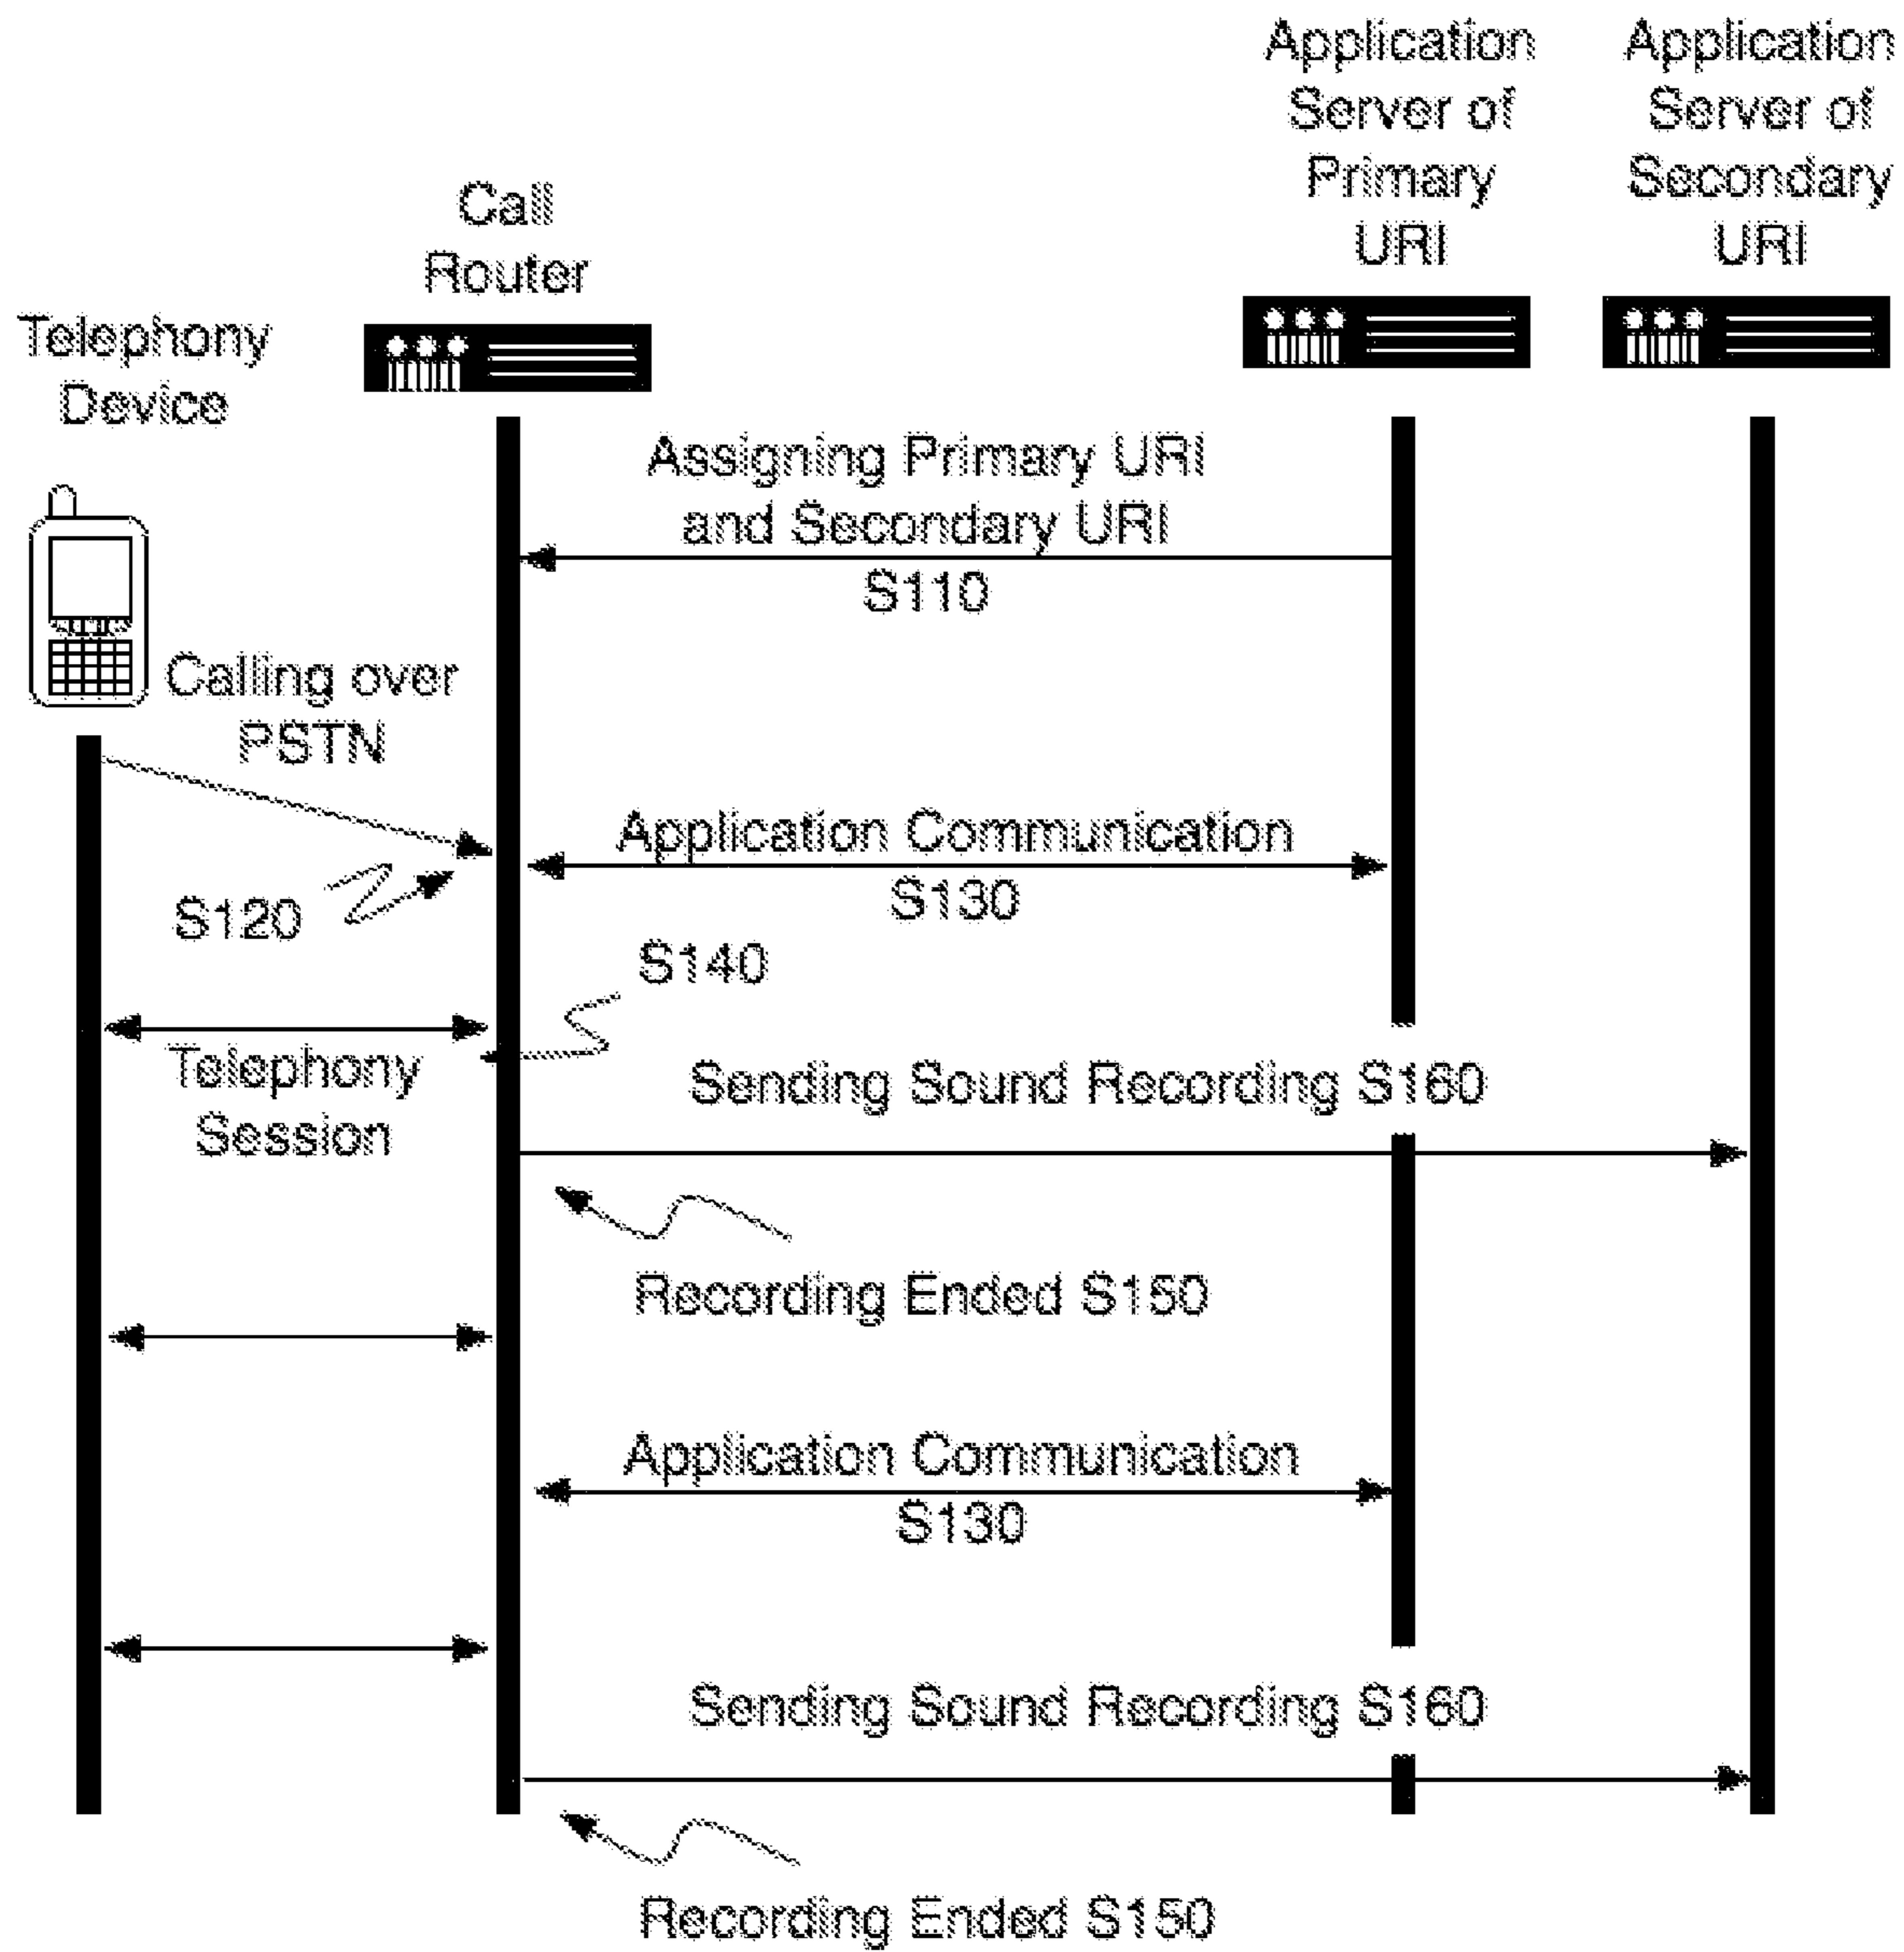 Application
Server of
Primary
URI
Application
Server of
Secondary
URI
Call
Router
Telephony
Device
Assigning Primary URI
and Secondary URI
S110
Calling over
PSTN
Application Communication
S130
S120
S140
Telephony
Session
Sending Sound Recording S160
Recording Ended S150
Application Communication
S130
Sending Sound Recording S160
Recording Ended S150